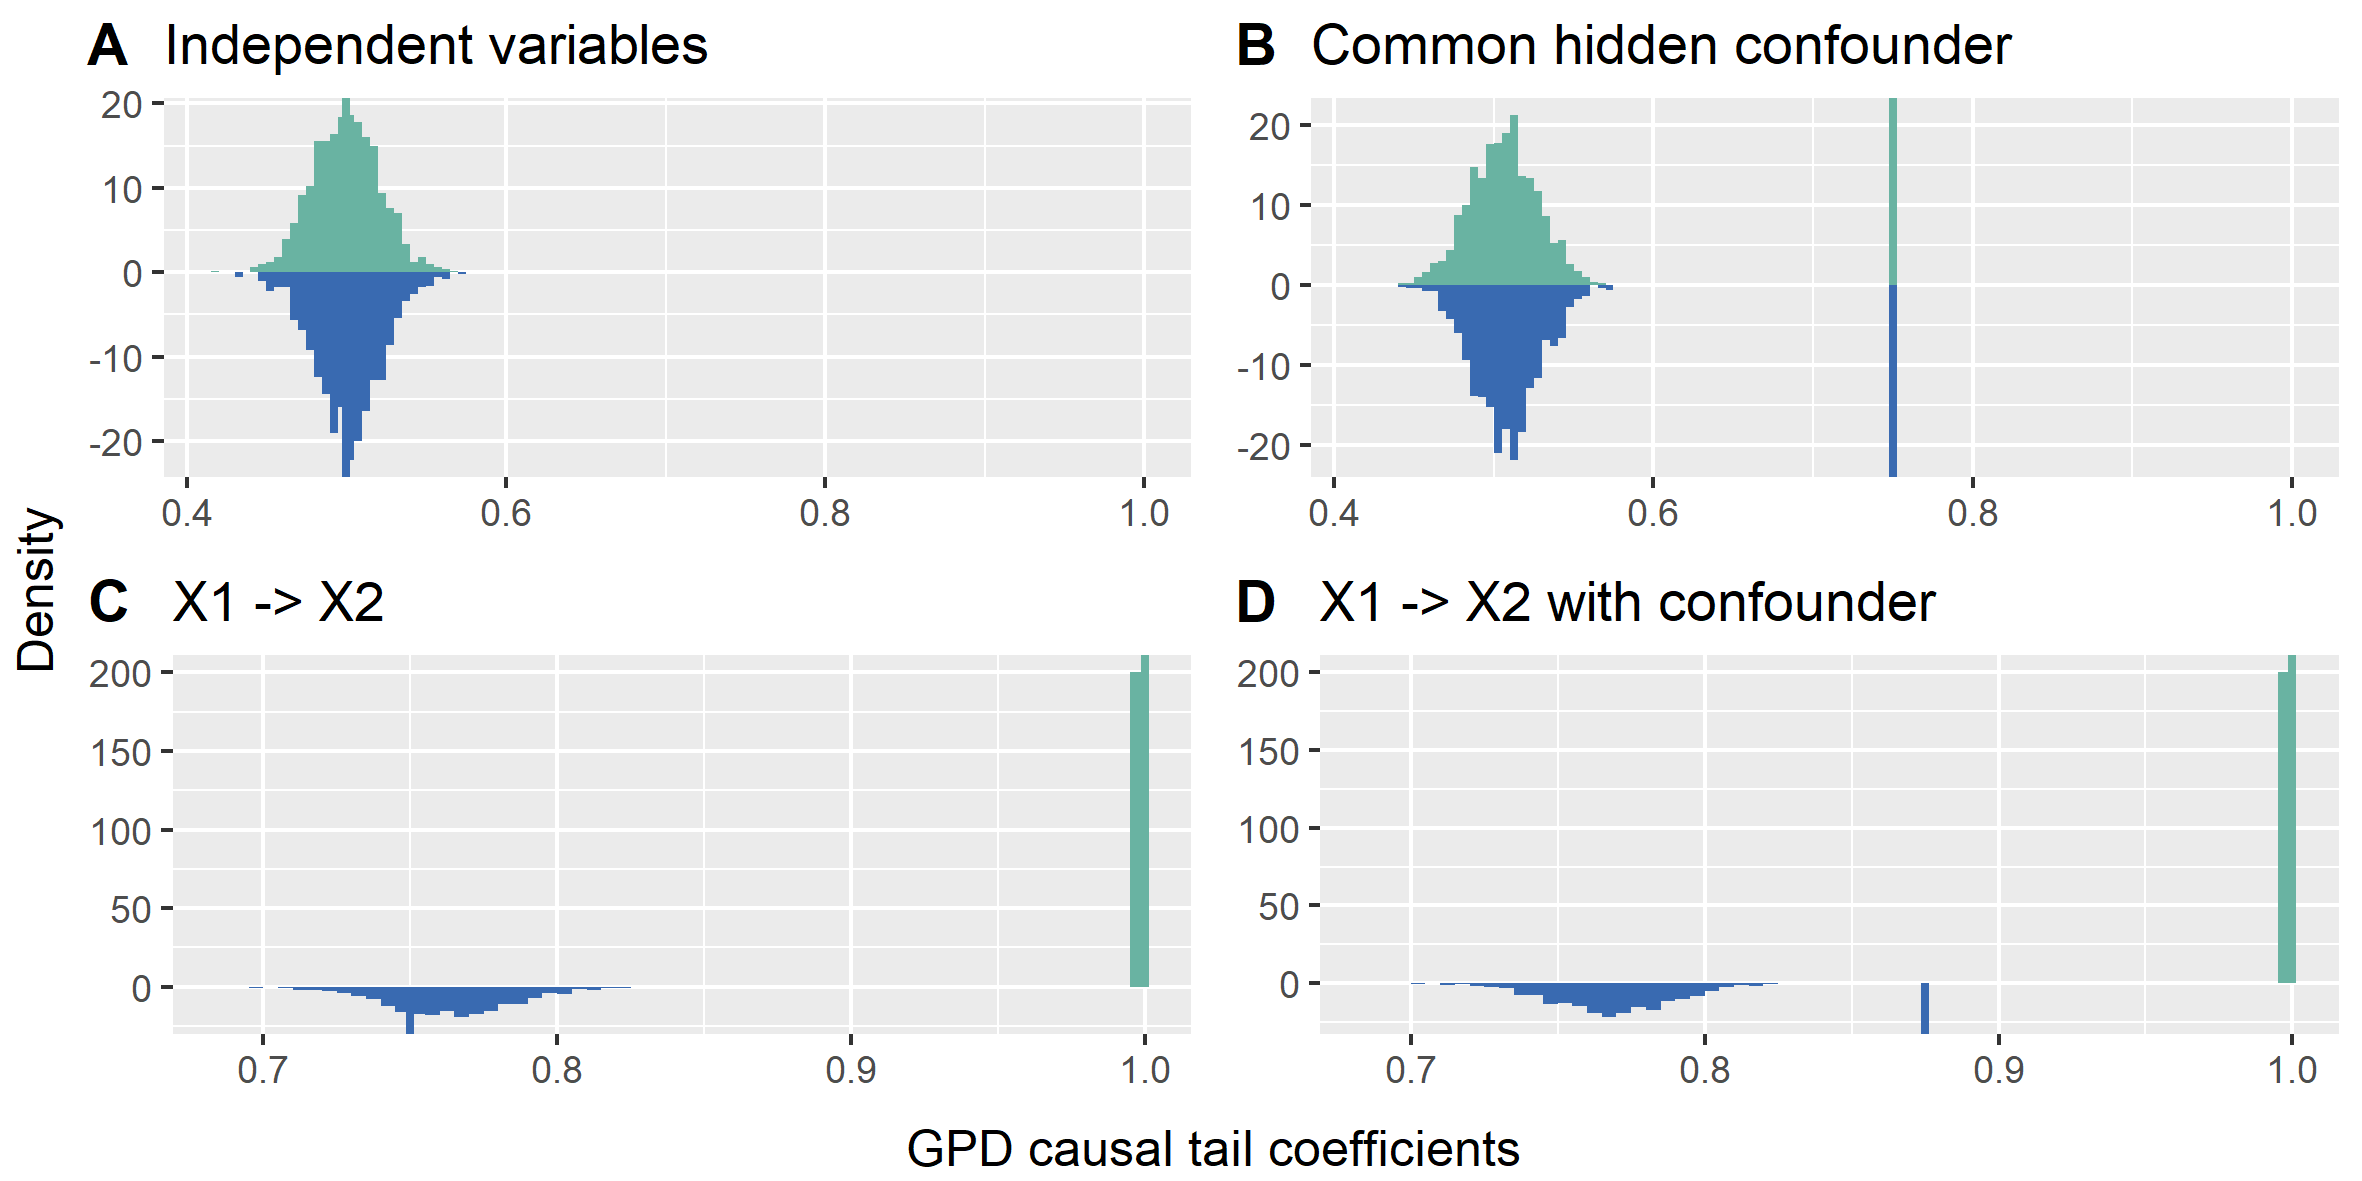 A Independent variables
20
10
0
-10
-20
0.4 0.6 0.8 1.0
B Common hidden confounder
20
10
0
-10
-20
0.4 0.6 0.8 1.0
Density
C X1 -> X2
200
150
100
50
0
0.7 0.8 0.9 1.0
D X1 -> X2 with confounder
200
150
100
50
0
0.7 0.8 0.9 1.0
GPD causal tail coefficients